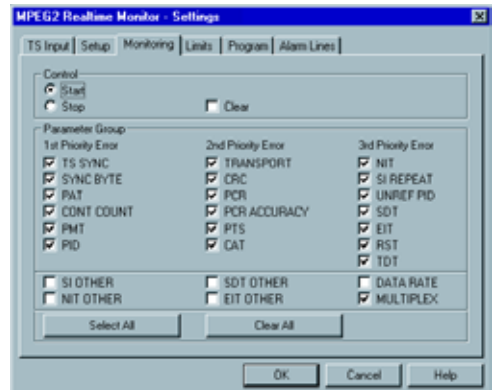 MPEG2 Realtime Monitor - Settings
TS Input Setup Monitoring Limits Program Alarm Lines
Control
Start
Stop Clear
Parameter Group
1st Priority Error 2nd Priority Error 3rd Priority Error
TS SYNC TRANSPORT NIT
SYNC BYTE CRC SI REPEAT
PAT PCR UNREF PID
CONT COUNT PCR ACCURACY SDT
PMT PTS EIT
PID CAT RST
TDT
SI OTHER SDT OTHER DATA RATE
NIT OTHER EIT OTHER MULTIPLEX
Select All Clear All
OK Cancel Help